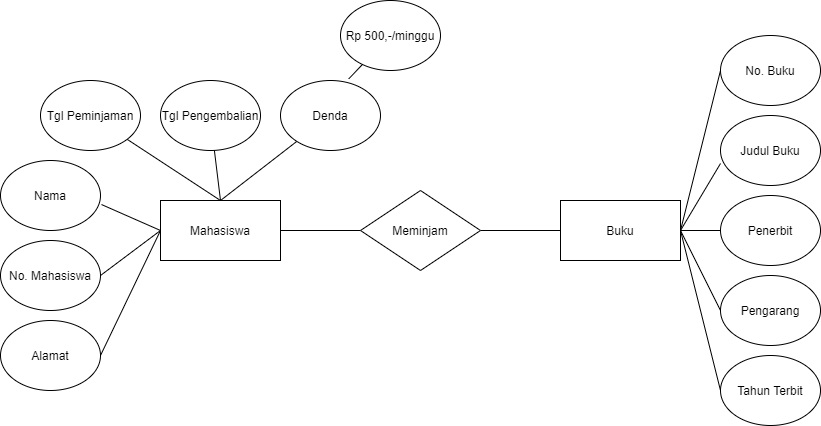 Rp 500,-/minggu
No. Buku
Tgl Peminjaman
Tgl Pengembalian
Denda
Judul Buku
Nama
Mahasiswa
Meminjam
Buku
Penerbit
No. Mahasiswa
Pengarang
Alamat
Tahun Terbit